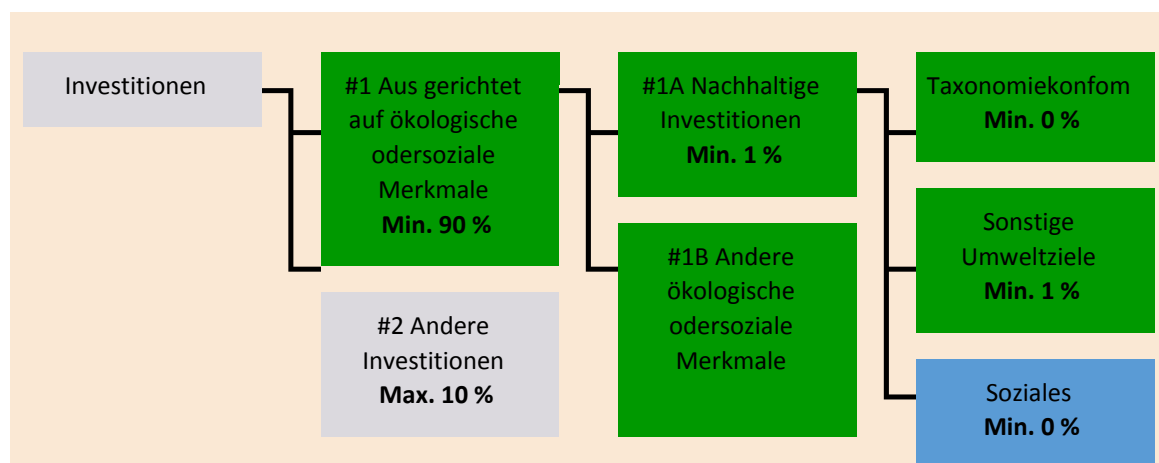 Investitionen
#1 Aus gerichtet
auf ökologische
odersoziale
Merkmale
Min. 90 %
#2 Andere
Investitionen
Max. 10 %
#1A Nachhaltige
Investitionen
Min. 1 %
#1B Andere
ökologische
odersoziale
Merkmale
Taxonomiekonfom
Min. 0 %
Sonstige
Umweltziele
Min. 1 %
Soziales
Min. 0 %